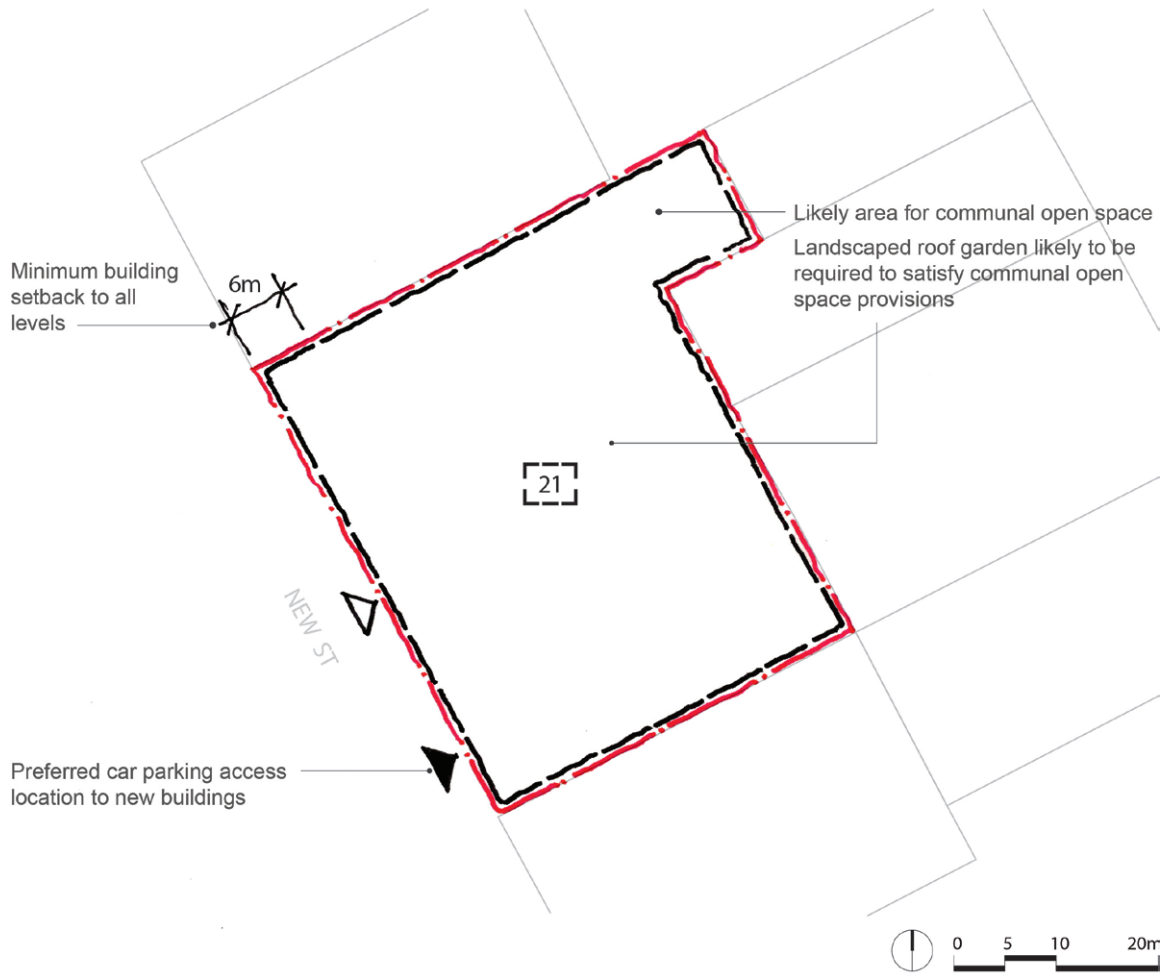 Likely area for communal open space
Landscaped roof garden likely to be
required to satisfy communal open
space provisions
Minimum building
setback to all
levels
6m
21
NEW ST
Preferred car parking access
location to new buildings
0 5 10 20m